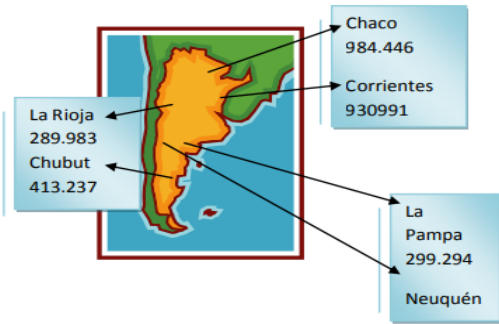 Chaco
984.446
Corrientes
930991
La Rioja
289.983
Chubut
413.237
La
Pampa
299.294
Neuquén